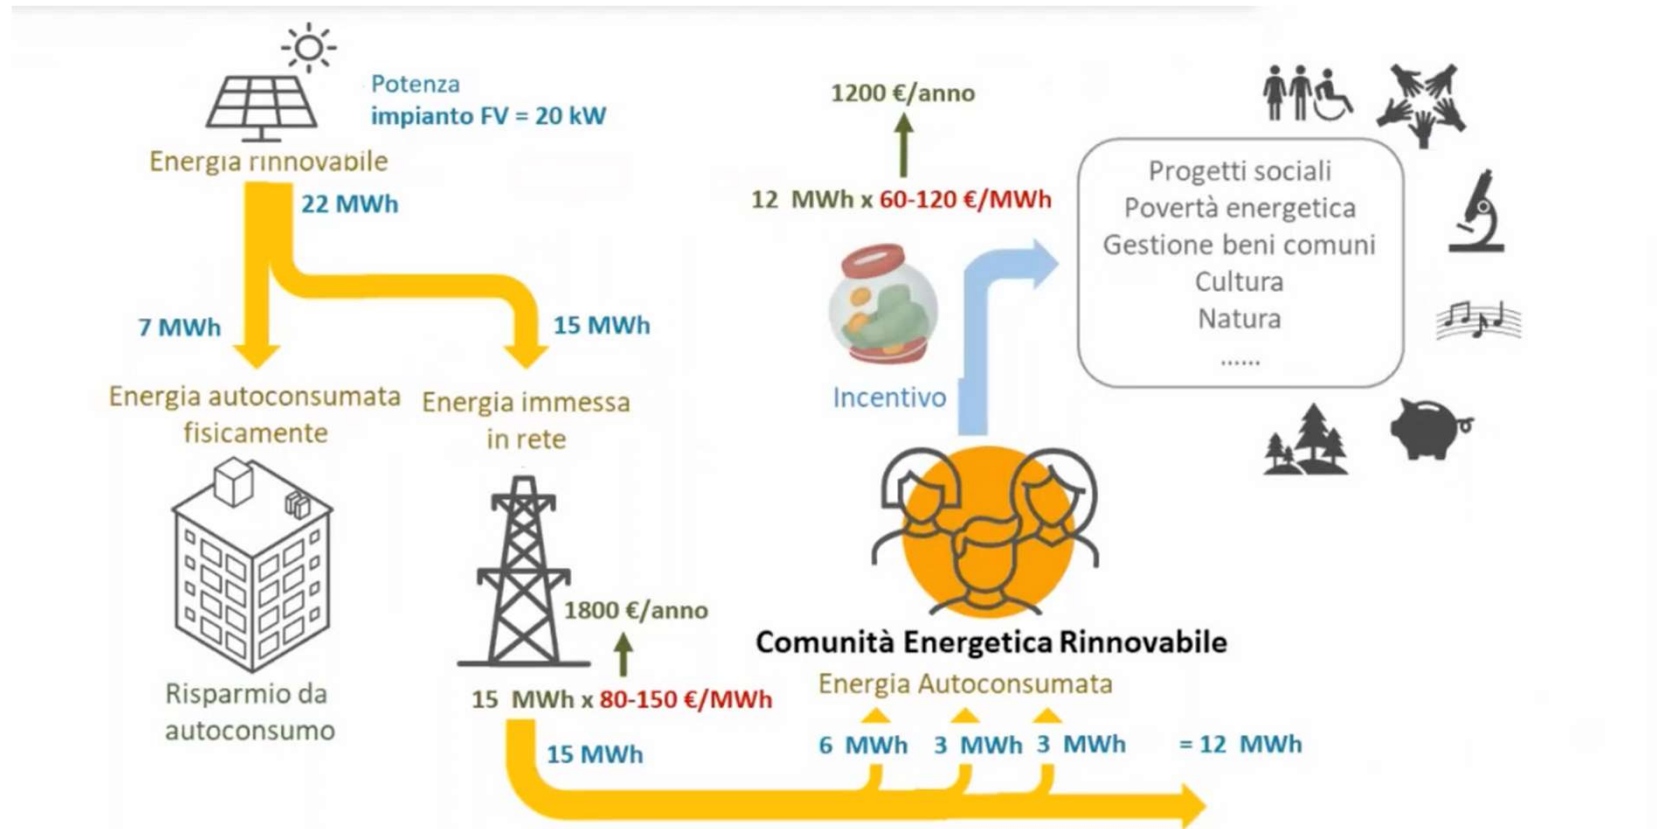 Potenza
impianto FV = 20 kW
Energia rinnovabile
22 MWh
7 MWh
15 MWh
Energia autoconsumata
fisicamente
Energia immessa
in rete
Risparmio da
autoconsumo
1800 €/anno
15 MWh x 80-150 €/MWh
15 MWh
1200 €/anno
12 MWh x 60-120 €/MWh
Incentivo
Progetti sociali
Povertà energetica
Gestione beni comuni
Cultura
Natura
......
Comunità Energetica Rinnovabile
Energia Autoconsumata
6 MWh 3 MWh 3 MWh = 12 MWh